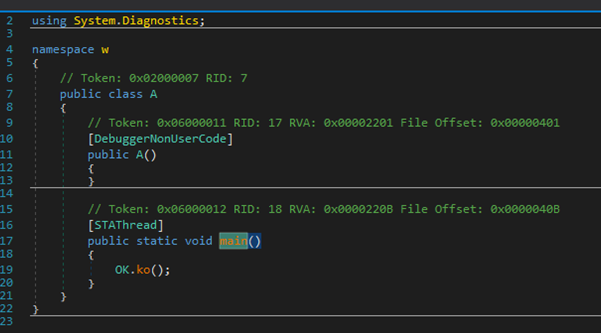 2 using System.Diagnostics;
3
4 namespace w
5 {
6 // Token: 0x02000007 RID: 7
7 public class A
8 {
9 // Token: 0x06000011 RID: 17 RVA: 0x00002201 File Offset: 0x00000401
10 [DebuggerNonUserCode]
11 public A()
12 {
13 }
14
15 // Token: 0x06000012 RID: 18 RVA: 0x0000220B File Offset: 0x0000040B
16 [STAThread]
17 public static void main()
18 {
19 OK.ko();
20 }
21 }
22 }
23